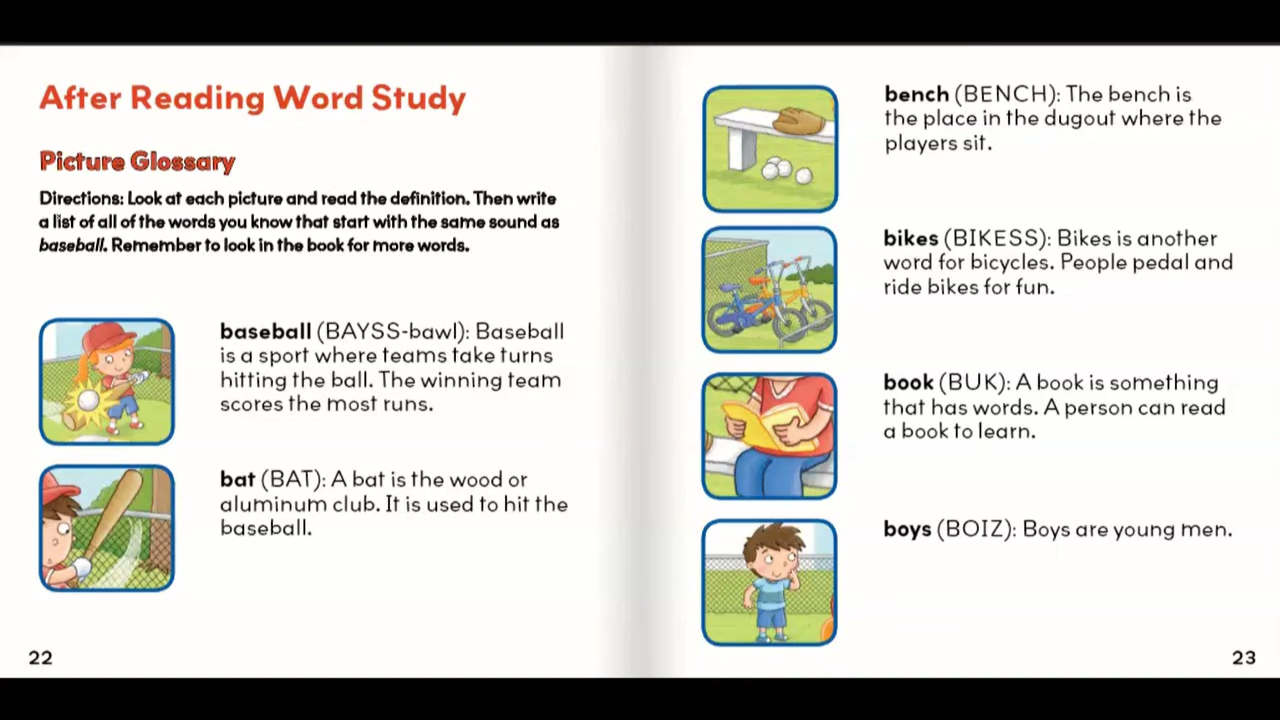 After Reading Word Study
Picture Glossary
Directions: Look at each picture and read the definition. Then write
a list of all of the words you know that start with the same sound as
baseball. Remember to look in the book for more words.
baseball (BAYSS-bawl): Baseball
is a sport where teams take turns
hitting the ball. The winning team
scores the most runs.
bat (BAT): A bat is the wood or
aluminum club. It is used to hit the
baseball.
22
bench (BENCH): The bench is
the place in the dugout where the
players sit.
bikes (BIKESS): Bikes is another
word for bicycles. People pedal and
ride bikes for fun.
book (BUK): A book is something
that has words. A person can read
a book to learn.
boys (BOIZ): Boys are young men.
23